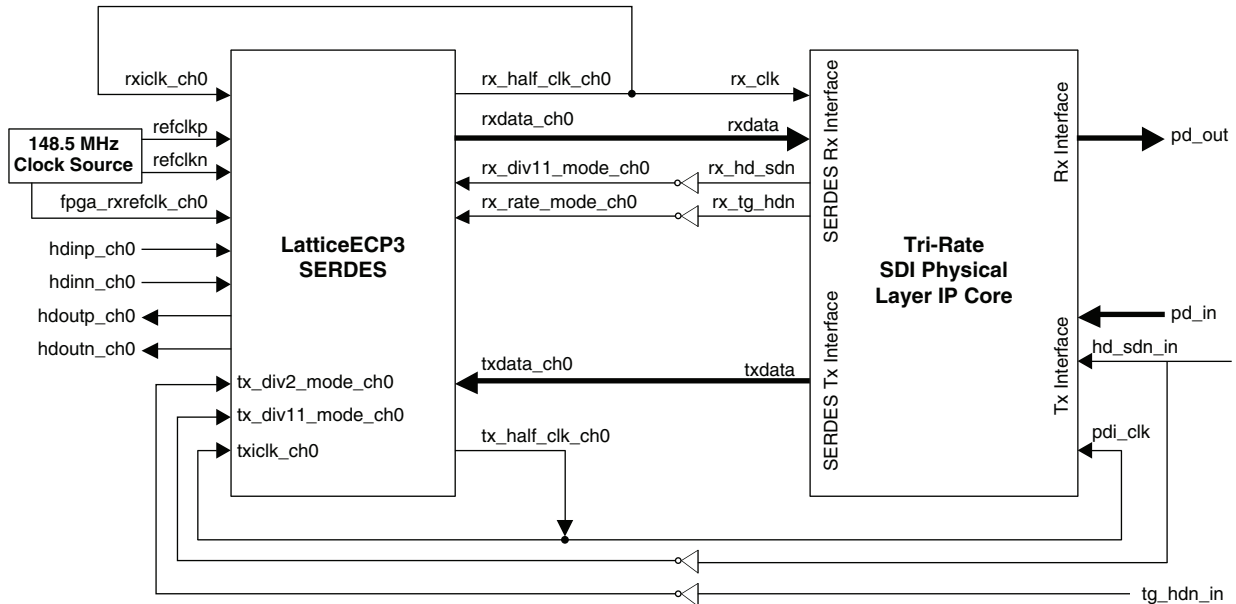 rxiclk_ch0
rx_half_clk_ch0
rx_clk
refclkp
rxdata_ch0
rxdata
148.5 MHz
Clock Source
refclkn
pd_out
rx_div11_mode_ch0
rx_hd_sdn
fpga_rxrefclk_ch0
rx_rate_mode_ch0
rx_tg_hdn
SERDES Rx Interface
Rx Interface
hdinp_ch0
hdinn_ch0
LatticeECP3
SERDES
Tri-Rate
SDI Physical
Layer IP Core
hdoutp_ch0
hdoutn_ch0
pd_in
hd_sdn_in
txdata_ch0
txdata
tx_div2_mode_ch0
tx_div11_mode_ch0
txiclk_ch0
tx_half_clk_ch0
SERDES Tx Interface
Tx Interface
pdi_clk
tg_hdn_in